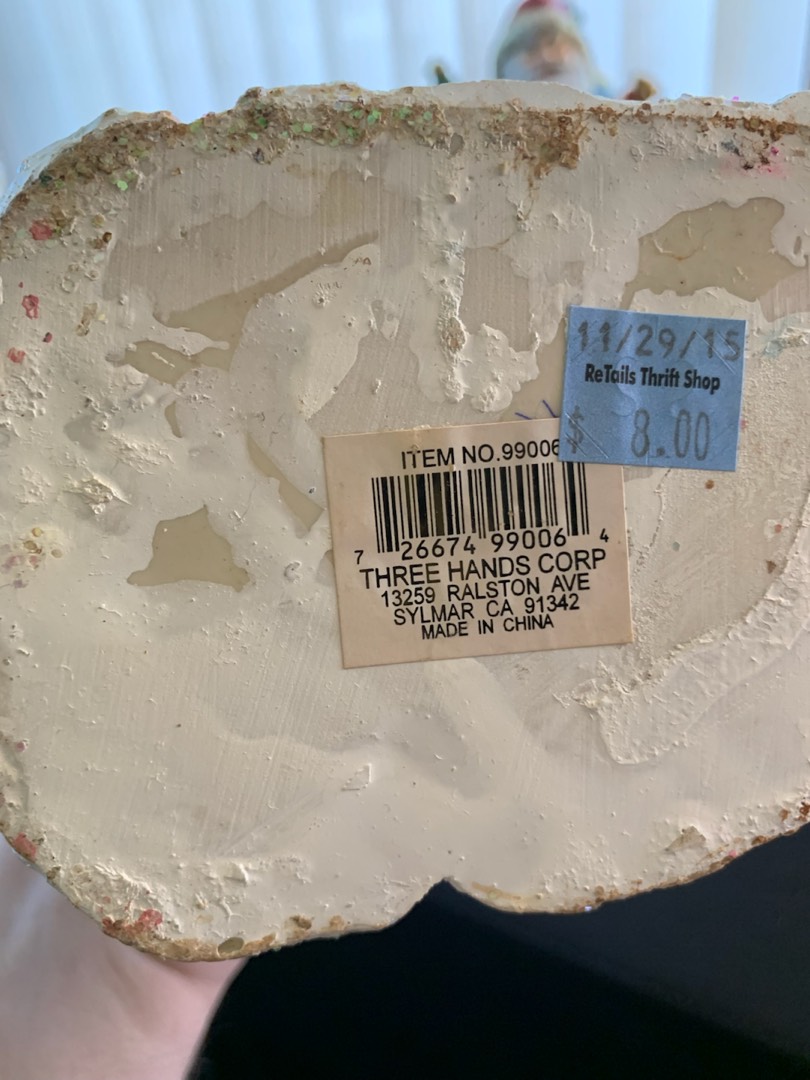 11/29/15
ReTails Thrift Shop
$ 8.00
ITEM NO.99006
7 26674 99006 4
THREE HANDS CORP
13259 RALSTON AVE
SYLMAR CA 91342
MADE IN CHINA